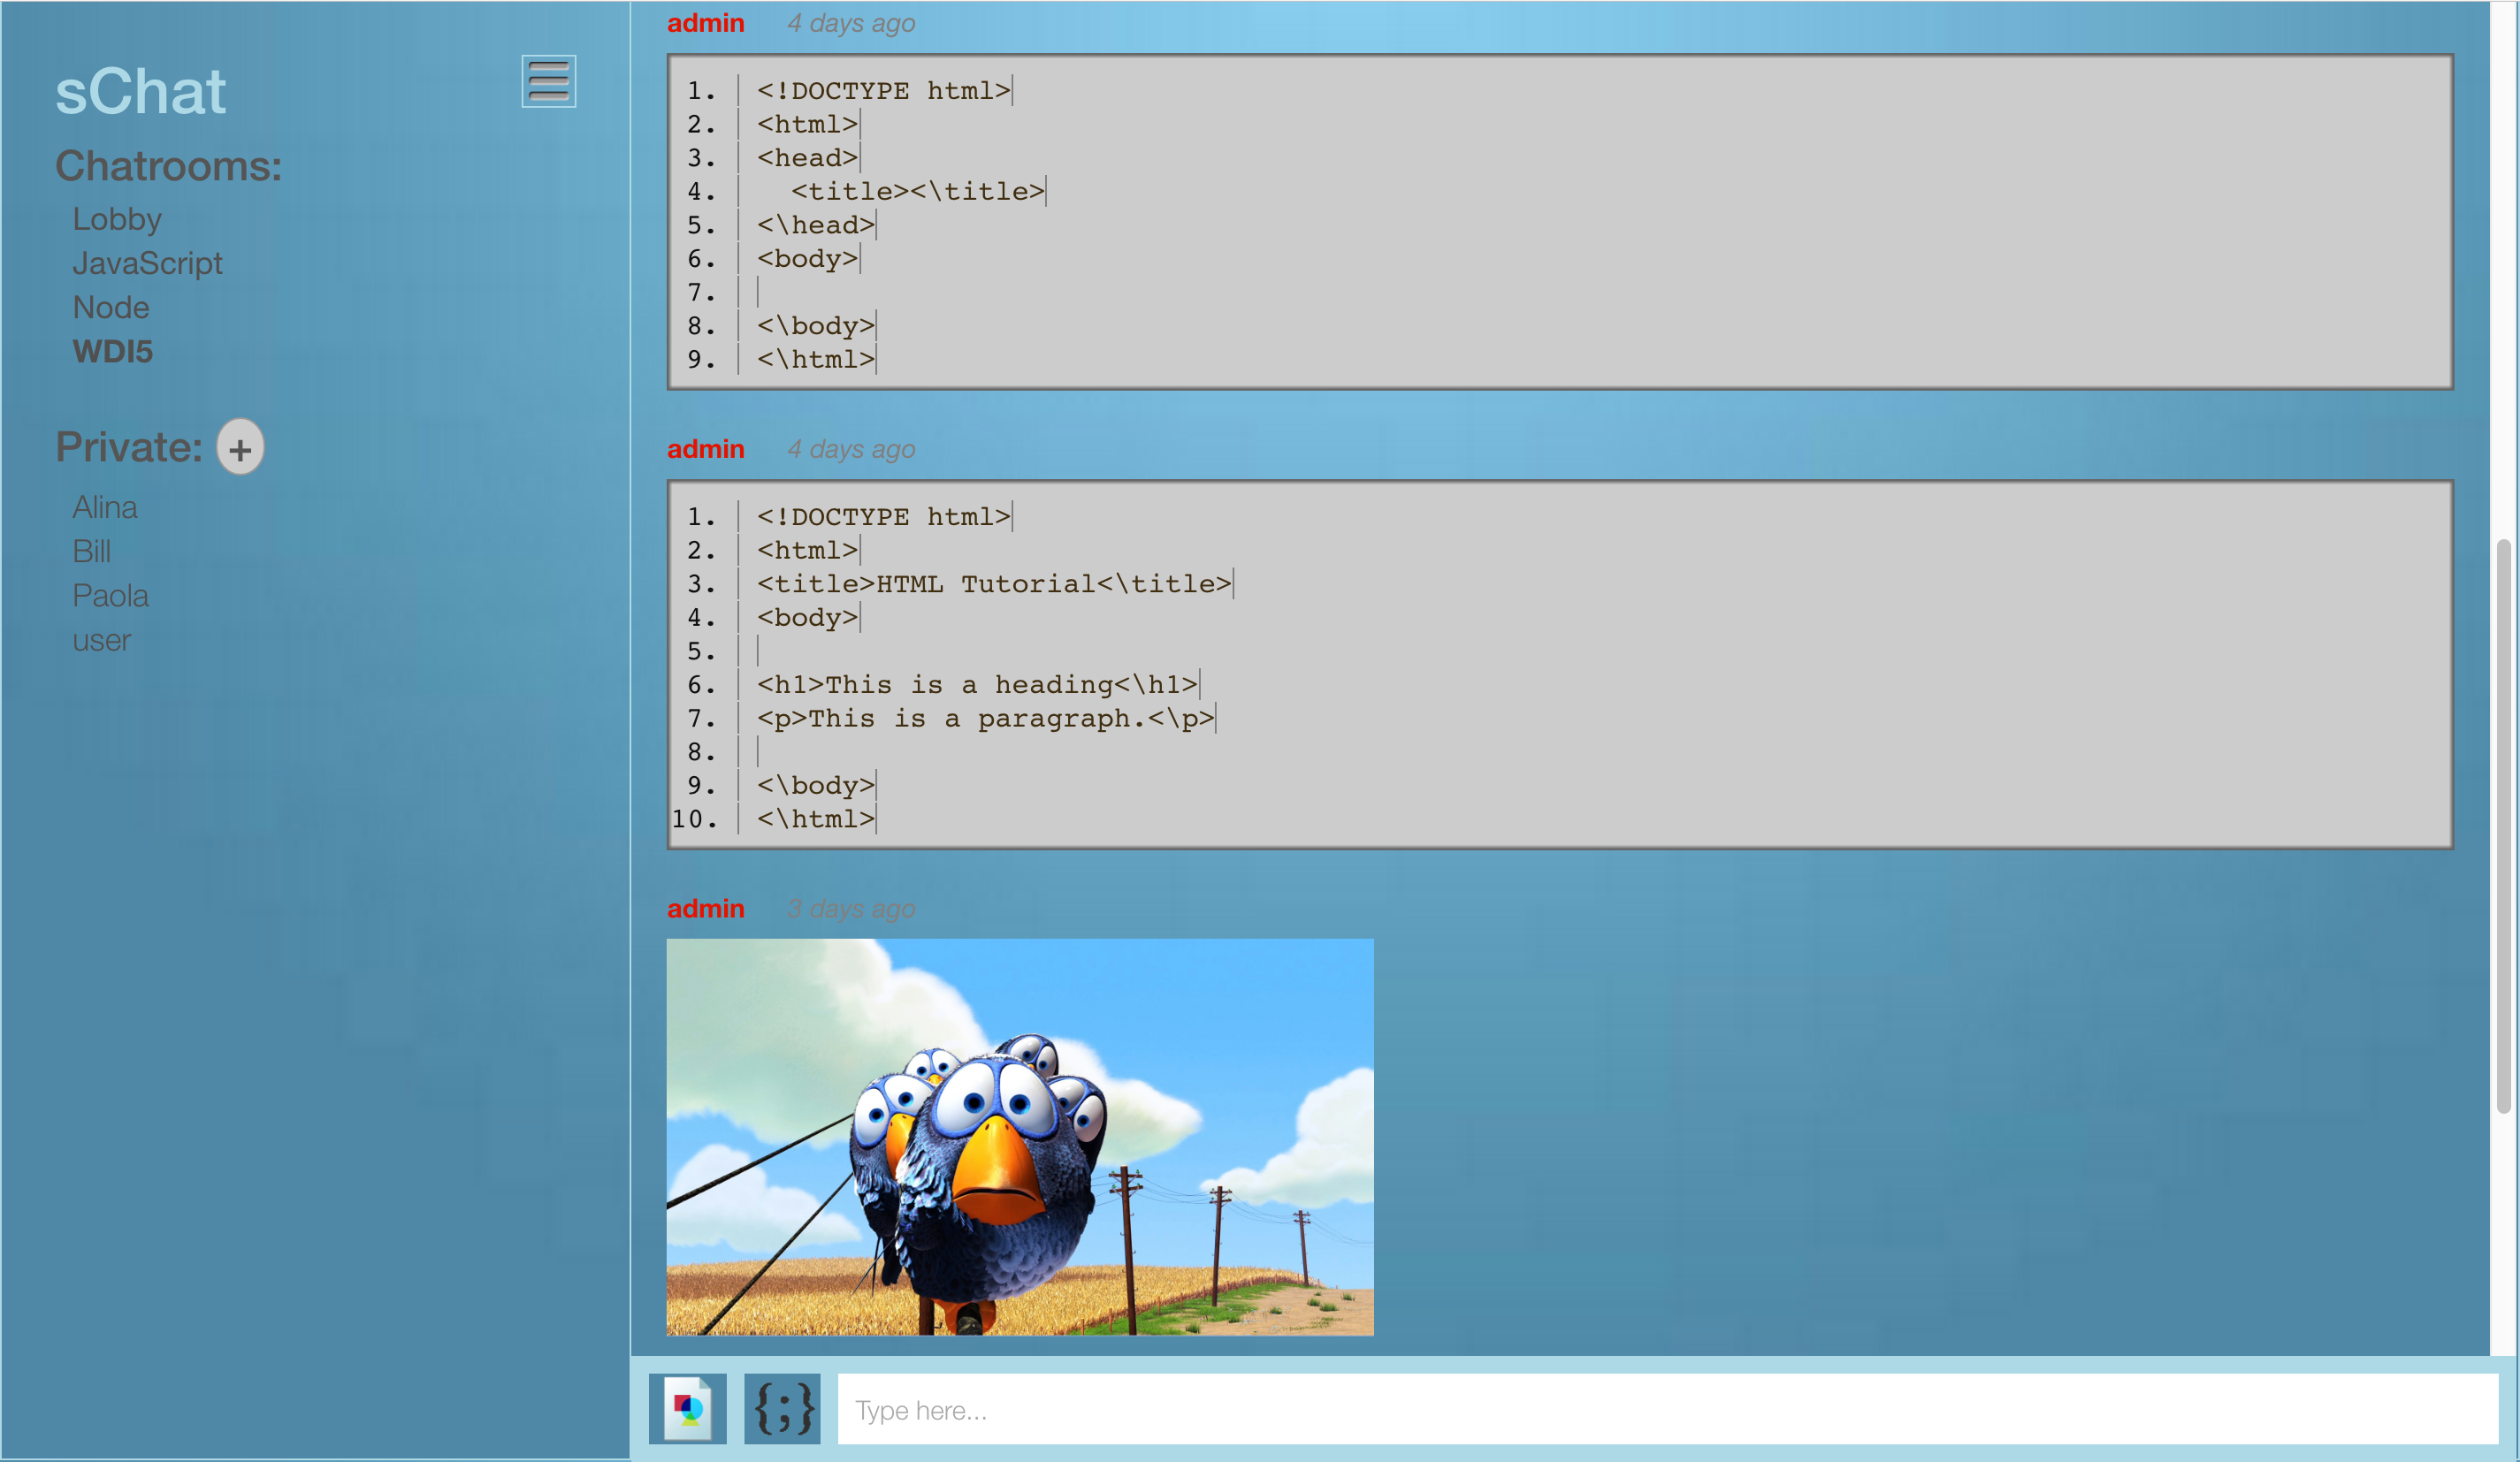 sChat
Chatrooms:
Lobby
JavaScript
Node
WDI5
Private: +
Alina
Bill
Paola
user
admin 4 days ago
1. <!DOCTYPE html>
2. <html>
3. <head>
4.   <title><\title>
5. <\head>
6. <body>
7.
8. <\body>
9. <\html>
admin 4 days ago
1. <!DOCTYPE html>
2. <html>
3. <title>HTML Tutorial<\title>
4. <body>
5.
6. <h1>This is a heading<\h1>
7. <p>This is a paragraph.<\p>
8.
9. <\body>
10. <\html>
admin 3 days ago
{;} Type here...